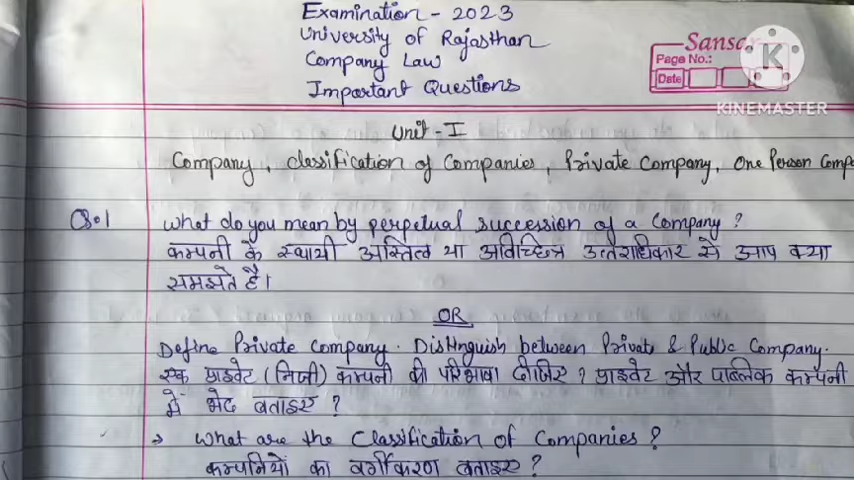 Examination - 2023
University of Rajasthan
Company Law
Important Questions
Sansar
Page No.:
Date
K
KINEMASTER
Unit - I
Company, Classification of Companies, Private Company, One Person Comp
Q.1 What do you mean by perpetual succession of a Company?
कम्पनी के स्थायी अस्तित्व या अविच्छिन्न उत्तराधिकार से आप क्या
समझते है।
OR
Define Private Company. Distinguish between Private & Public Company.
एक प्राइवेट (निजी) कम्पनी की परिभाषा दीजिए? प्राइवेट और पाब्लिक कम्पनी
में भेद बताइए?
→ What are the Classification of Companies?
कम्पनियों का वर्गीकरण बताइए?